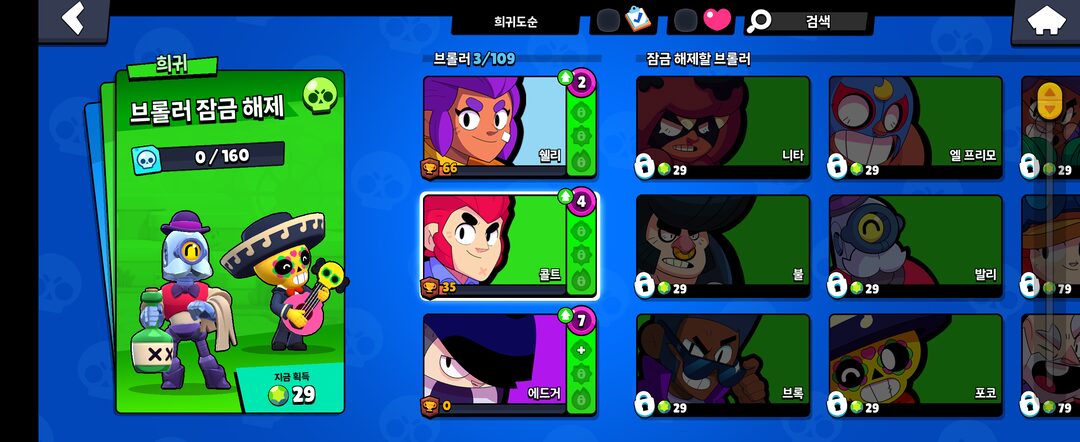 희귀도순
검색
희귀
브롤러 잠금 해제
0/160
지금 획득
29
브롤러 3/109
2
쉘리
66
4
콜트
35
7
에드거
0
잠금 해제할 브롤러
니타
29
엘 프리모
29
29
불
29
발리
29
79
브록
29
포코
29
79